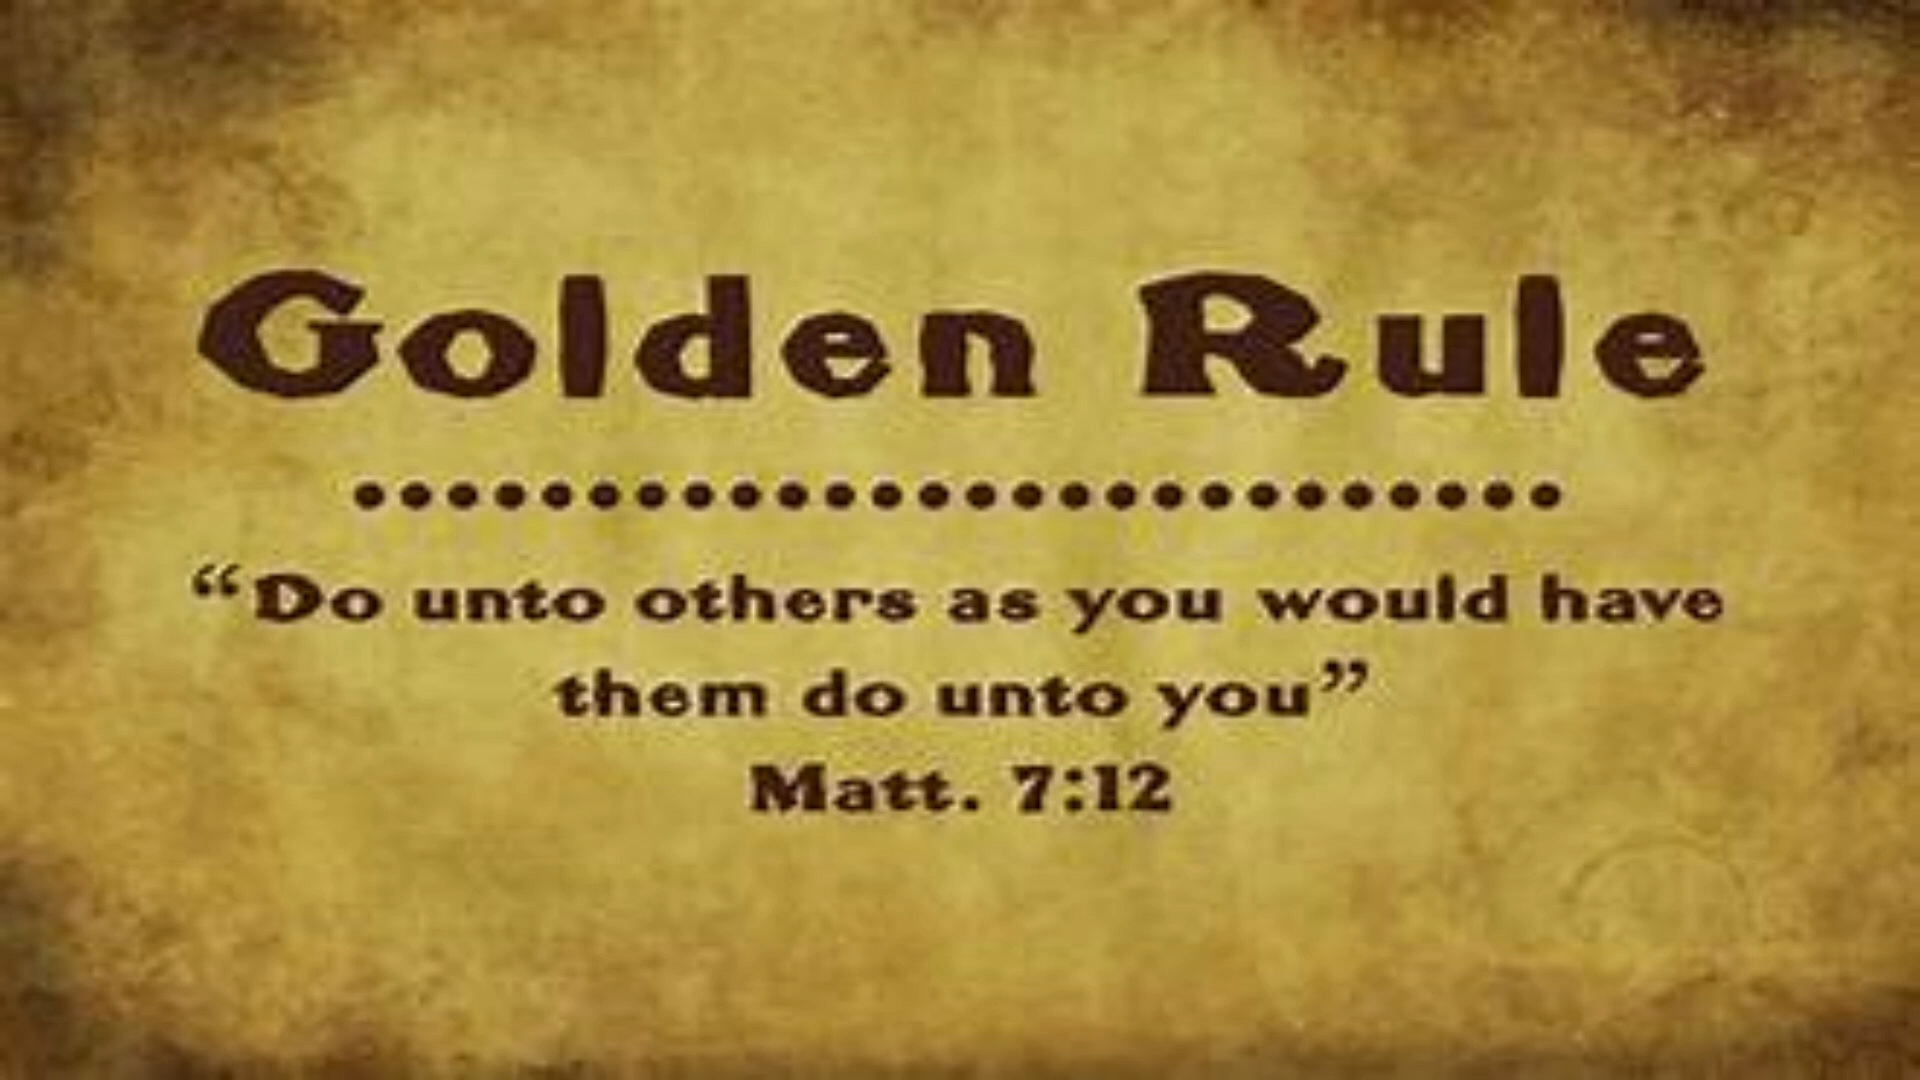 Golden Rule
“Do unto others as you would have
them do unto you”
Matt. 7:12